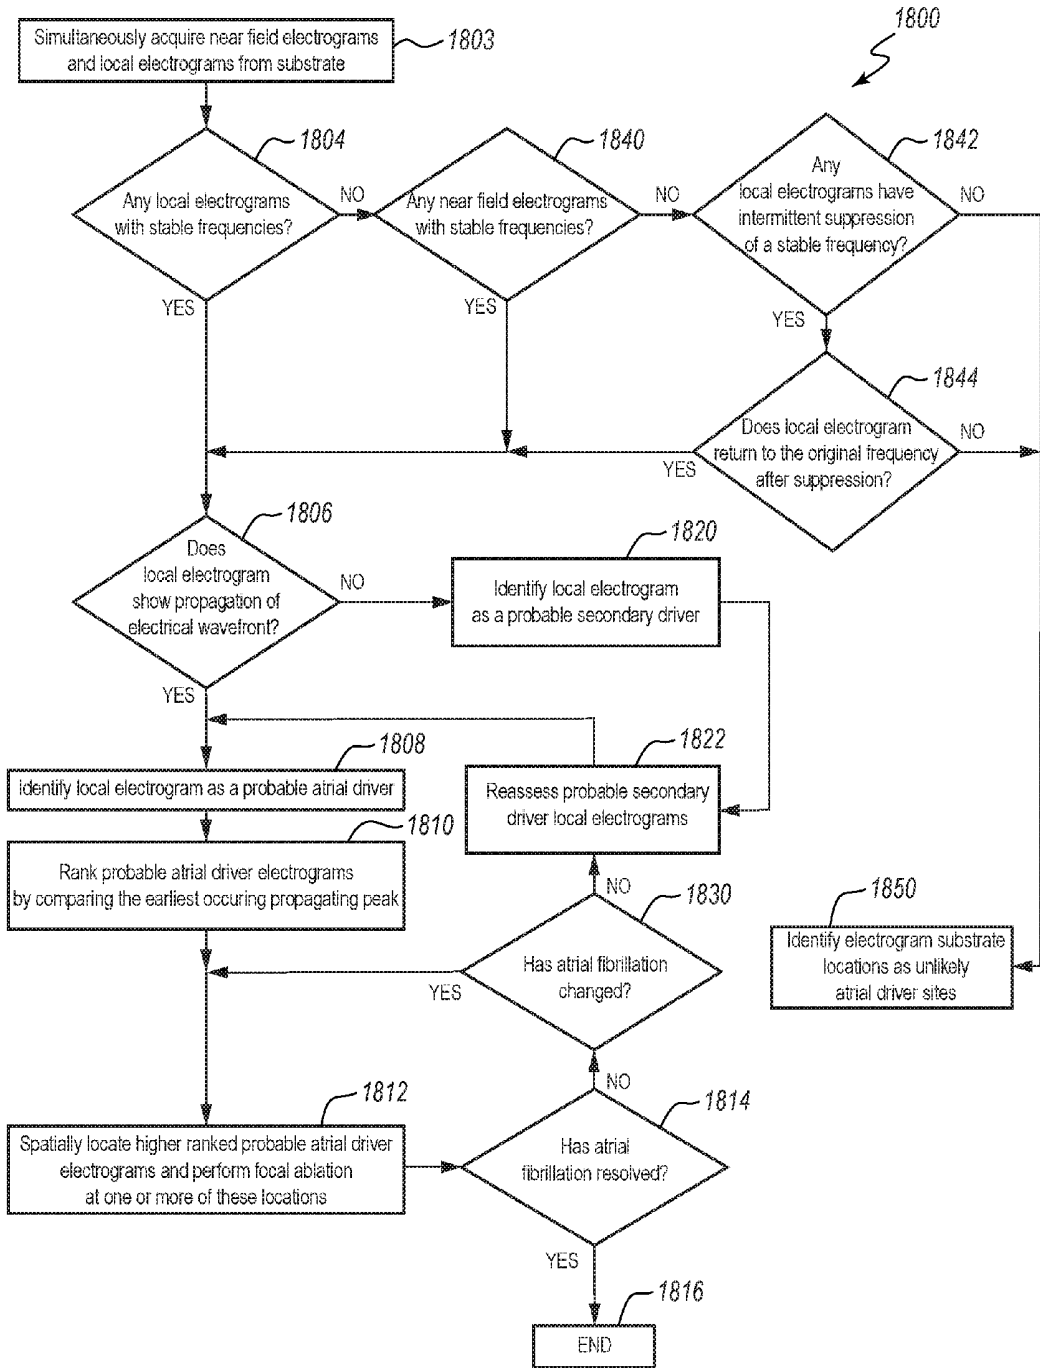 1800
Simultaneously acquire near field electrograms
and local electrograms from substrate
1803
1804
Any local electrograms
with stable frequencies?
NO
YES
1840
Any near field electrograms
with stable frequencies?
NO
YES
1842
Any
local electrograms have
intermittent suppression
of a stable frequency?
NO
YES
1844
Does local electrogram
return to the original frequency
after suppression?
NO
YES
1806
Does
local electrogram
show propagation of
electrical wavefront?
NO
YES
1820
Identify local electrogram
as a probable secondary driver
1808
Identify local electrogram as a probable atrial driver
1822
Reassess probable secondary
driver local electrograms
1810
Rank probable atrial driver electrograms
by comparing the earliest occuring propagating peak
NO
1830
Has atrial fibrillation
changed?
YES
1850
Identify electrogram substrate
locations as unlikely
atrial driver sites
NO
1812
Spatially locate higher ranked probable atrial driver
electrograms and perform focal ablation
at one or more of these locations
1814
Has atrial
fibrillation resolved?
YES
1816
END